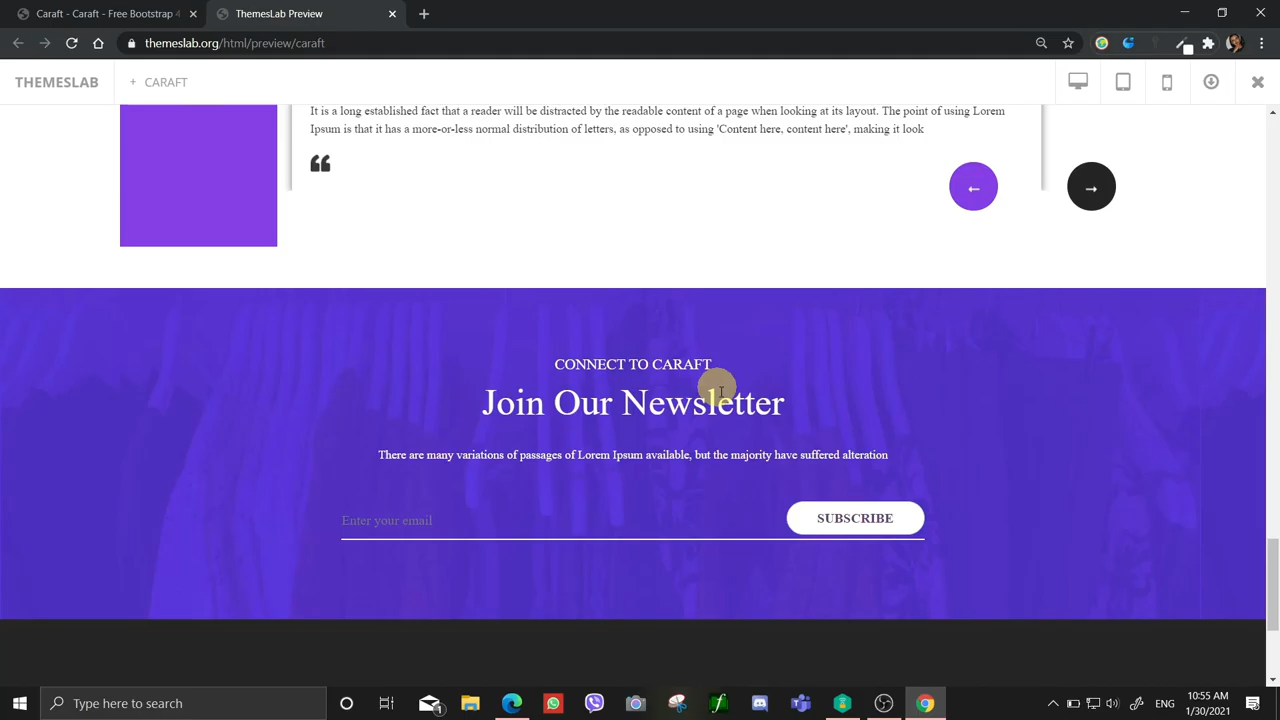 Caraft - Caraft - Free Bootstrap 4
ThemesLab Preview
themeslab.org/html/preview/caraft
THEMESLAB
+ CARAFT
It is a long established fact that a reader will be distracted by the readable content of a page when looking at its layout. The point of using Lorem
Ipsum is that it has a more-or-less normal distribution of letters, as opposed to using 'Content here, content here', making it look
CONNECT TO CARAFT
Join Our Newsletter
There are many variations of passages of Lorem Ipsum available, but the majority have suffered alteration
Enter your email
SUBSCRIBE
Type here to search
ENG
10:55 AM
1/30/2021